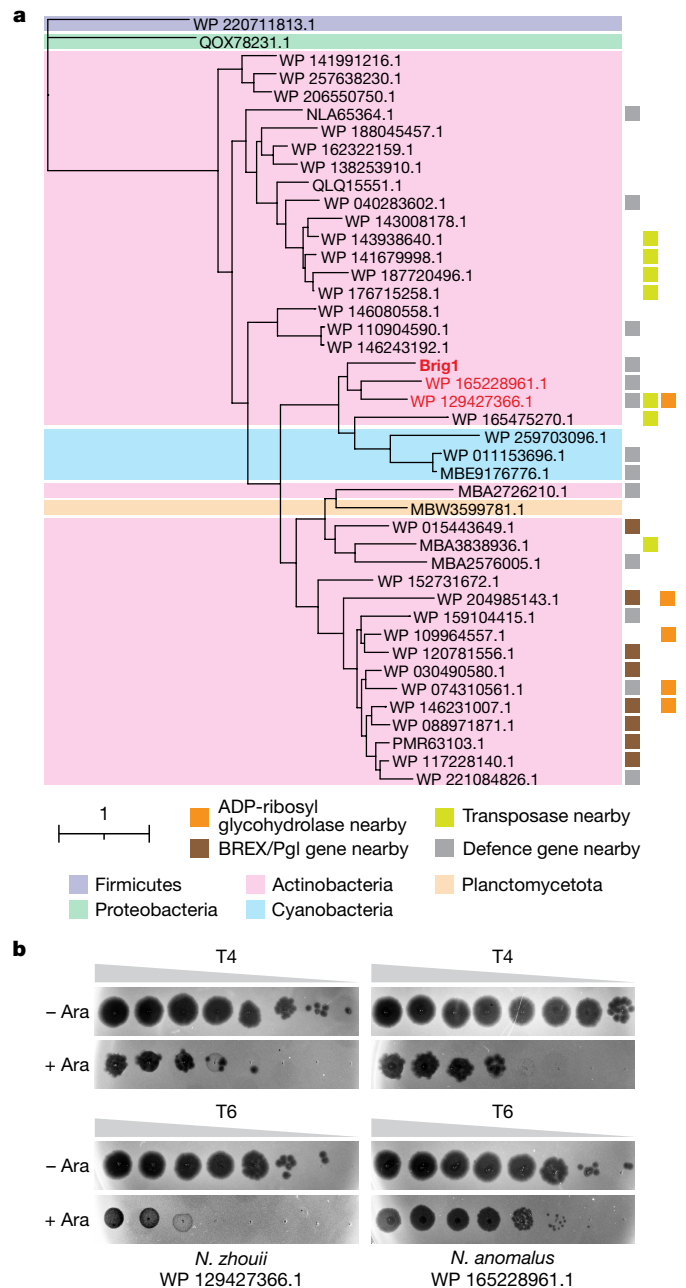 a
WP 220711813.1
QOX78231.1
WP 141991216.1
WP 257638230.1
WP 206550750.1
NLA65364.1
WP 188045457.1
WP 162322159.1
WP 138253910.1
QLQ15551.1
WP 040283602.1
WP 143008178.1
WP 143938640.1
WP 141679998.1
WP 187720496.1
WP 176715258.1
WP 146080558.1
WP 110904590.1
WP 146243192.1
Brig1
WP 165228961.1
WP 129427366.1
WP 165475270.1
WP 259703096.1
WP 011153696.1
MBE9176776.1
MBA2726210.1
MBW3599781.1
WP 015443649.1
MBA3838936.1
MBA2576005.1
WP 152731672.1
WP 204985143.1
WP 159104415.1
WP 109964557.1
WP 120781556.1
WP 030490580.1
WP 074310561.1
WP 146231007.1
WP 088971871.1
PMR63103.1
WP 117228140.1
WP 221084826.1
1
ADP-ribosyl
glycohydrolase nearby
Transposase nearby
BREX/Pgl gene nearby
Defence gene nearby
Firmicutes
Actinobacteria
Planctomycetota
Proteobacteria
Cyanobacteria
b
T4
T4
– Ara
+ Ara
T6
T6
– Ara
+ Ara
N. zhouii
WP 129427366.1
N. anomalus
WP 165228961.1